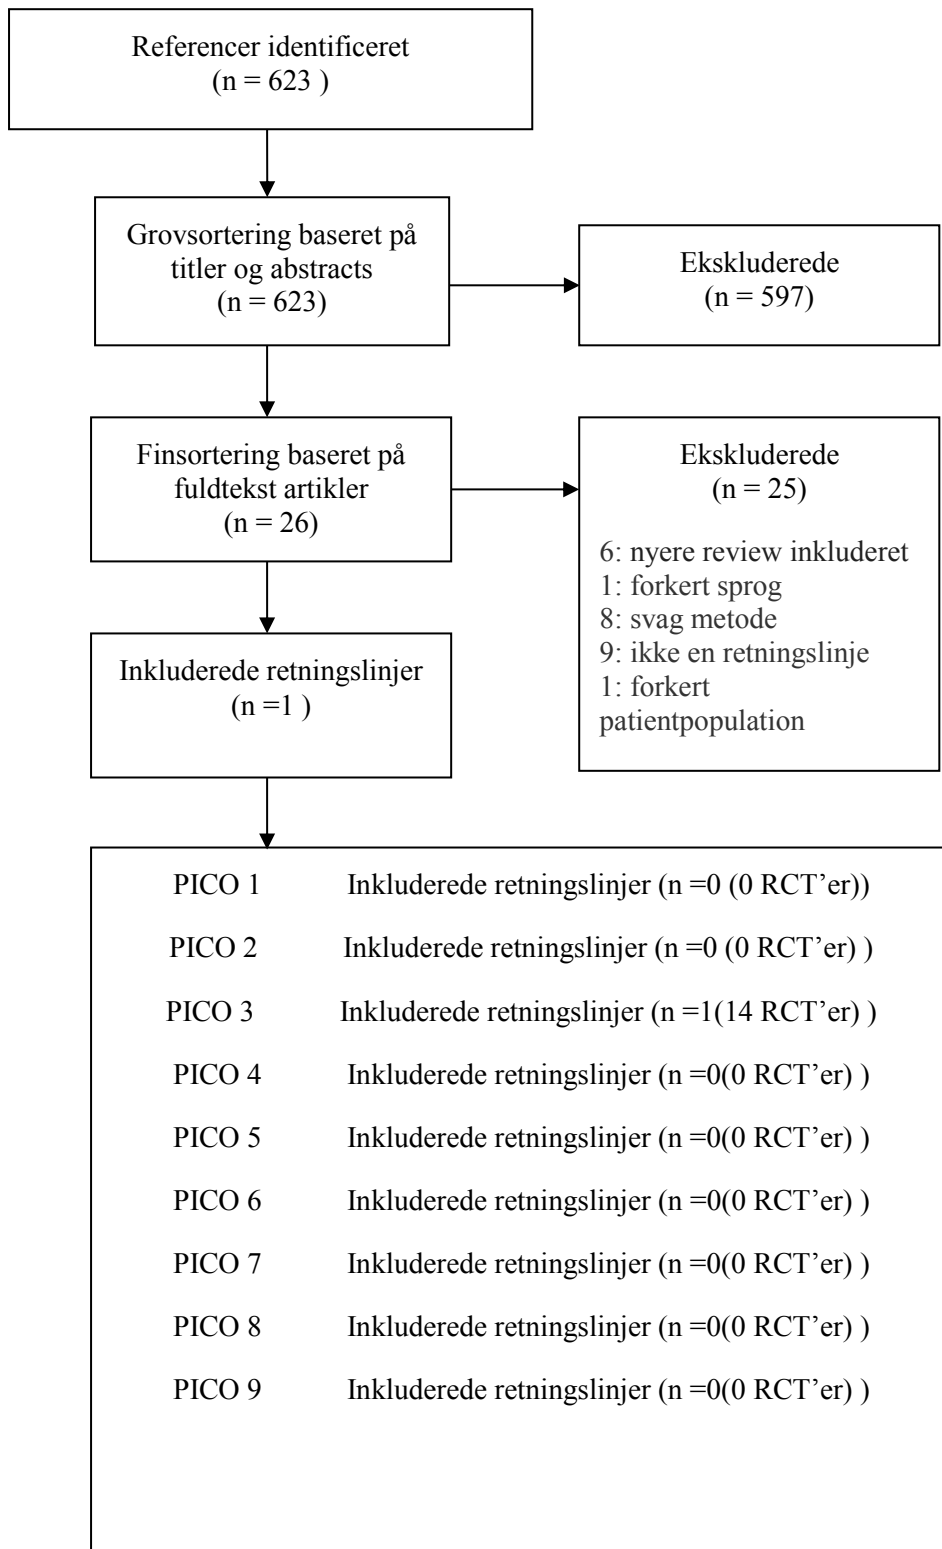 Referencer identificeret
(n = 623 )
Grovsortering baseret på
titler og abstracts
(n = 623)
Ekskluderede
(n = 597)
Finsortering baseret på
fuldtekst artikler
(n = 26)
Ekskluderede
(n = 25)
6: nyere review inkluderet
1: forkert sprog
8: svag metode
9: ikke en retningslinje
1: forkert
patientpopulation
Inkluderede retningslinjer
(n =1 )
PICO 1 Inkluderede retningslinjer (n =0 (0 RCT’er))
PICO 2 Inkluderede retningslinjer (n =0 (0 RCT’er) )
PICO 3 Inkluderede retningslinjer (n =1(14 RCT’er) )
PICO 4 Inkluderede retningslinjer (n =0(0 RCT’er) )
PICO 5 Inkluderede retningslinjer (n =0(0 RCT’er) )
PICO 6 Inkluderede retningslinjer (n =0(0 RCT’er) )
PICO 7 Inkluderede retningslinjer (n =0(0 RCT’er) )
PICO 8 Inkluderede retningslinjer (n =0(0 RCT’er) )
PICO 9 Inkluderede retningslinjer (n =0(0 RCT’er) )